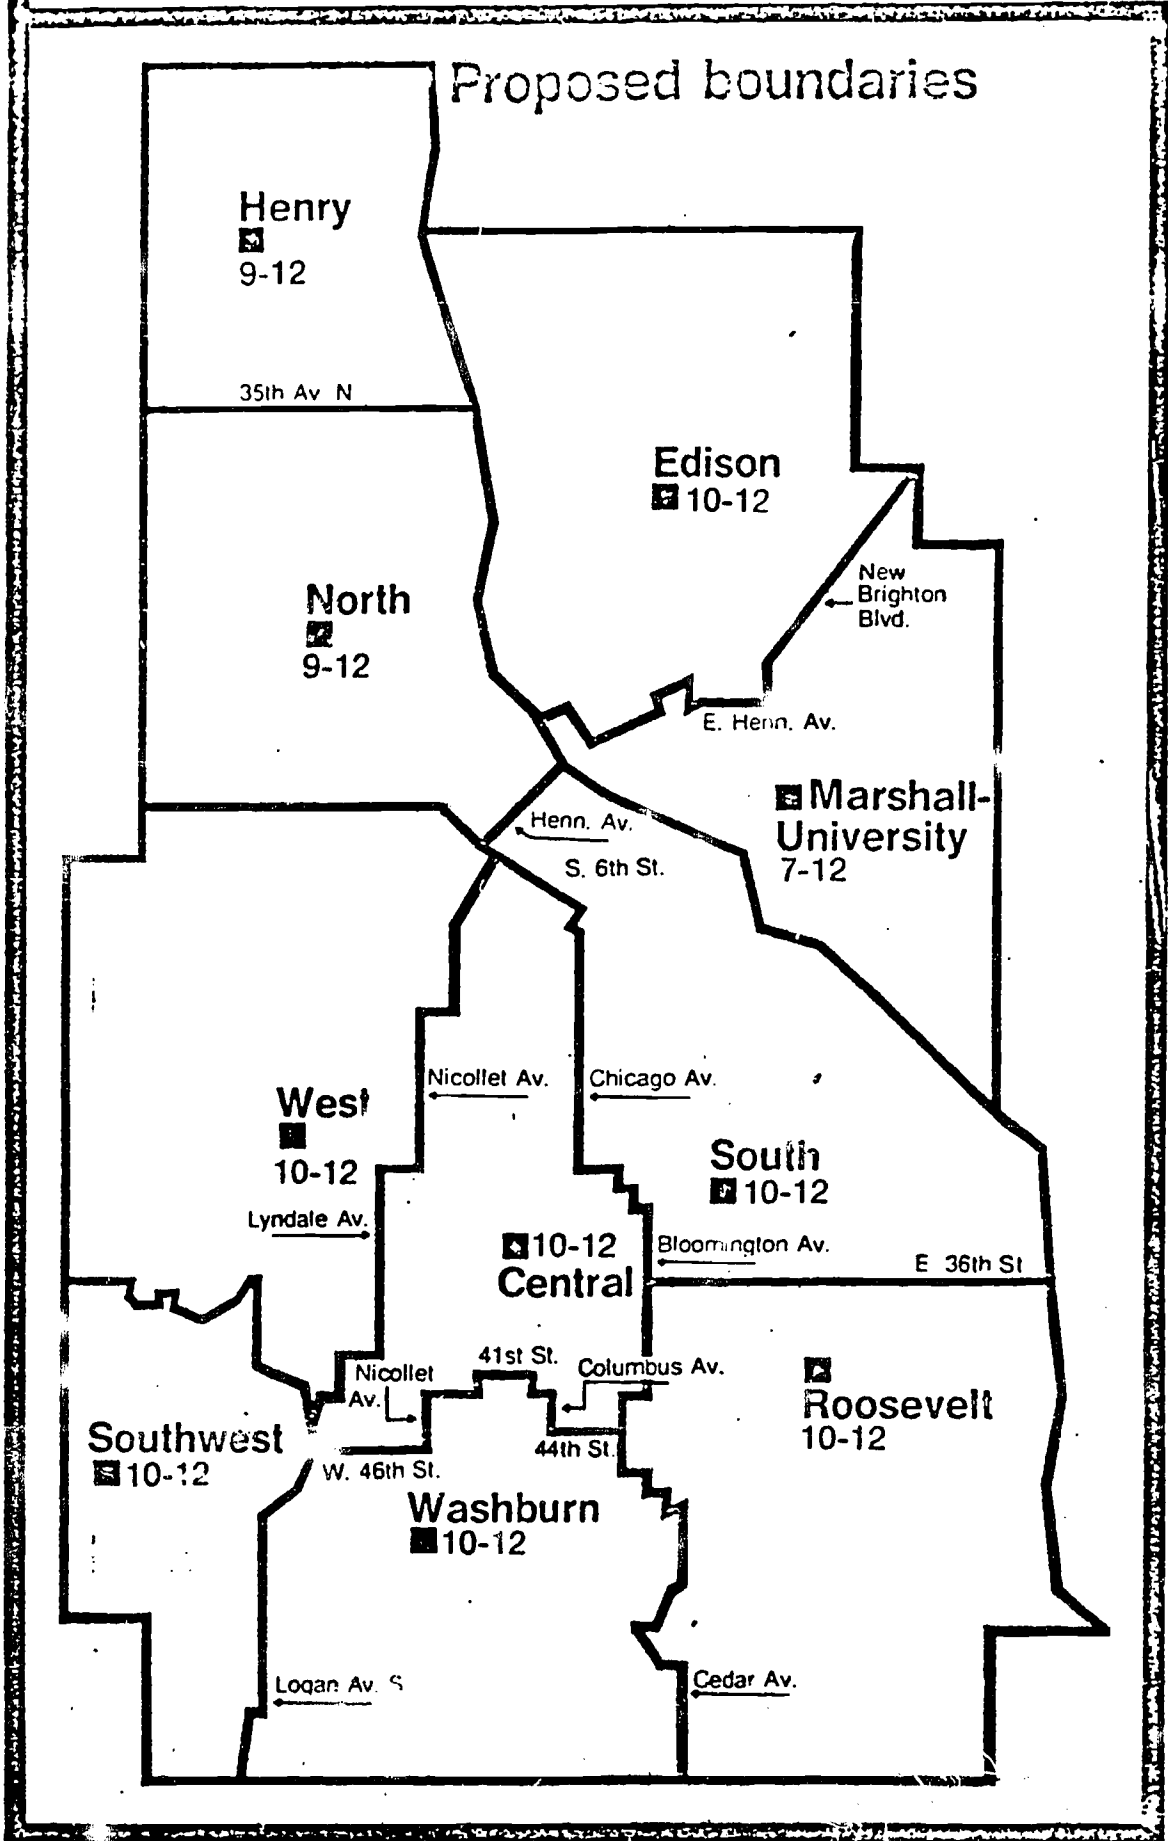 Proposed boundaries
Henry
9-12
35th Av N
Edison
10-12
New
Brighton
Blvd.
North
9-12
E. Henn. Av.
Marshall-
University
7-12
Henn. Av.
S. 6th St.
Nicollet Av.
Chicago Av.
West
10-12
South
10-12
Lyndale Av.
10-12
Central
Bloomington Av.
E 36th St
41st St.
Columbus Av.
Nicollet
Av.
Roosevelt
10-12
Southwest
10-12
44th St.
W. 46th St.
Washburn
10-12
Logan Av. S
Cedar Av.